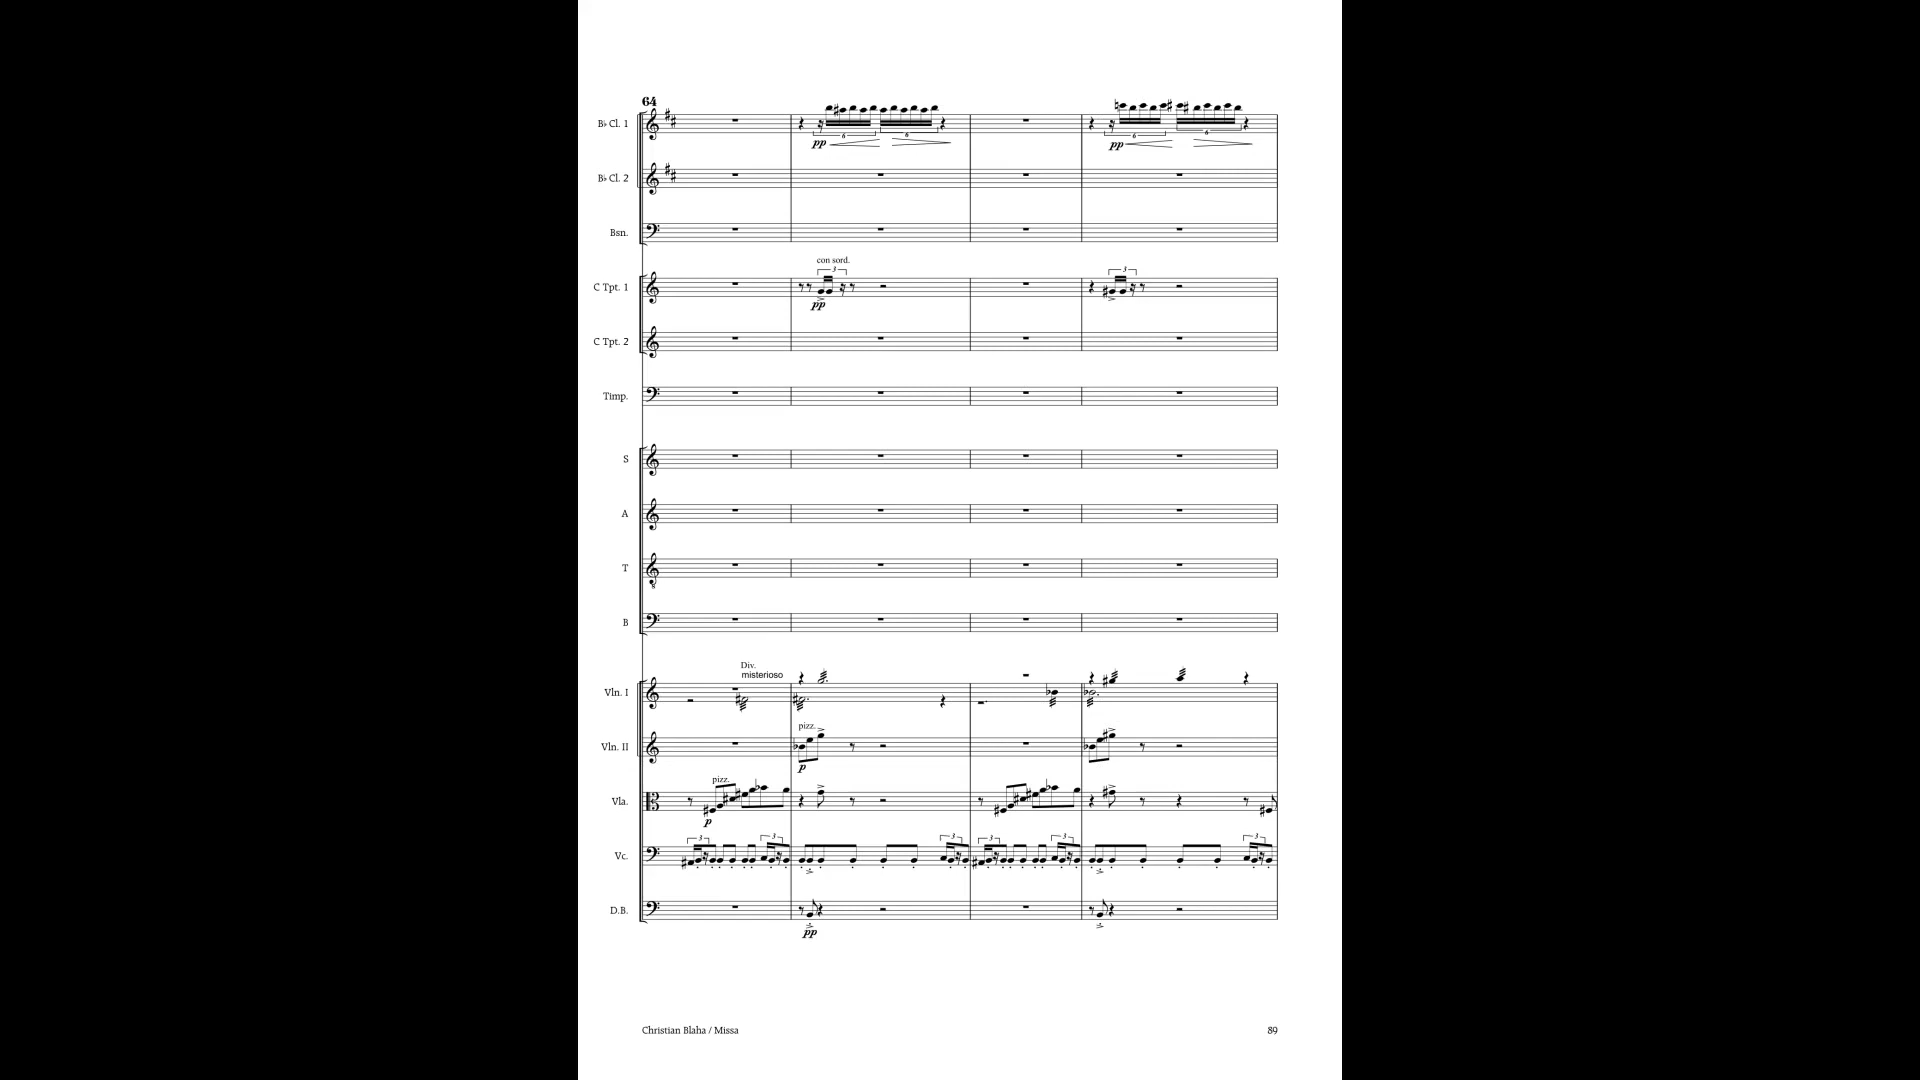 64
B♭ Cl. 1
6
6
6
6
pp
pp
B♭ Cl. 2
Bsn.
con sord.
3
3
C Tpt. 1
pp
C Tpt. 2
Timp.
S
A
T
B
Div.
misterioso
Vln. I
pizz.
Vln. II
p
pizz.
Vla.
p
3
3
3
3
3
3
Vc.
D.B.
pp
Christian Blaha / Missa
89